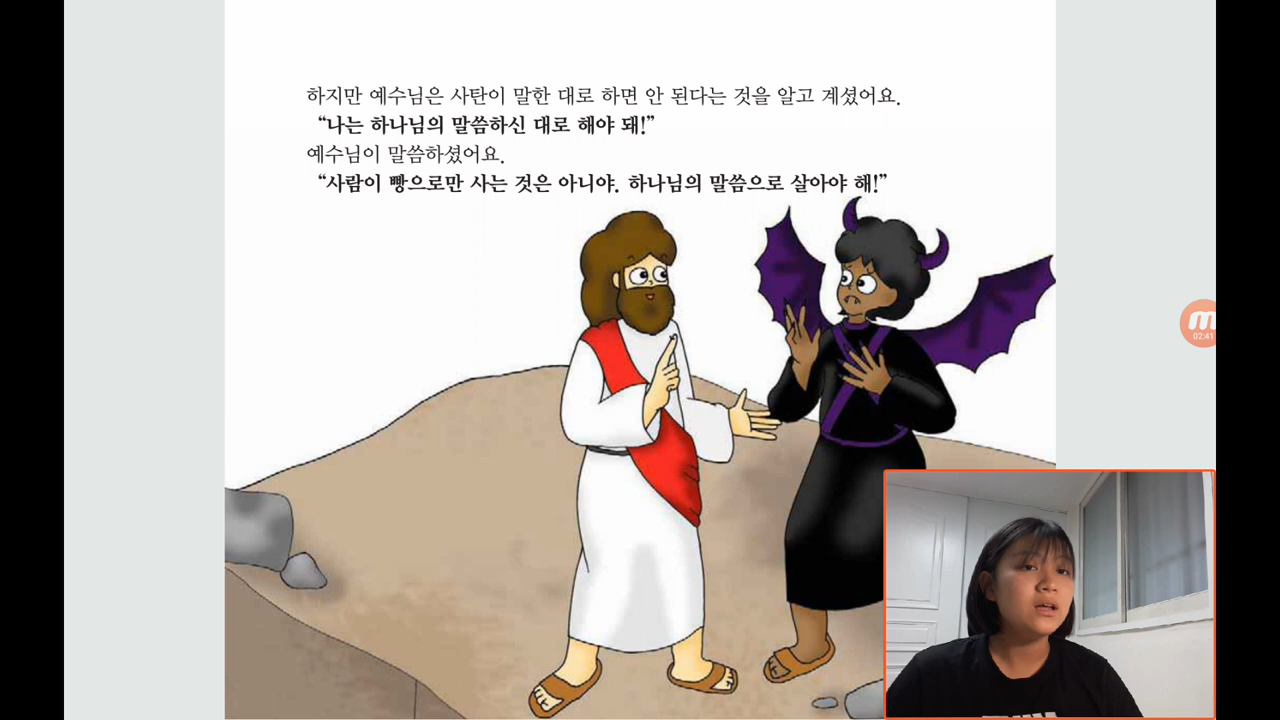 하지만 예수님은 사탄이 말한 대로 하면 안 된다는 것을 알고 계셨어요.
“나는 하나님의 말씀하신 대로 해야 돼!”
예수님이 말씀하셨어요.
“사람이 빵으로만 사는 것은 아니야. 하나님의 말씀으로 살아야 해!”
02:41